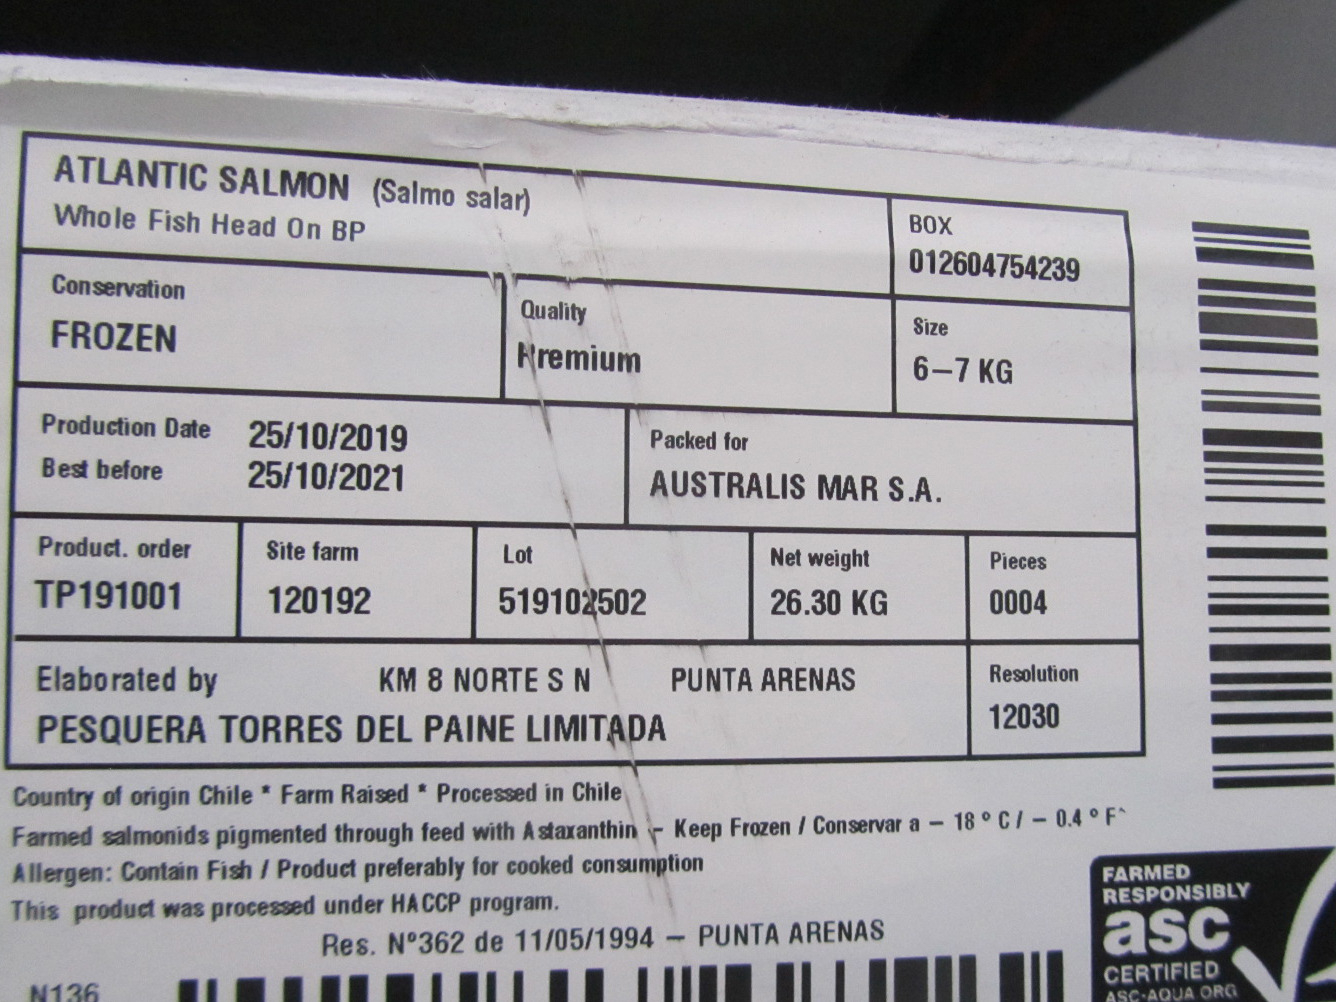 ATLANTIC SALMON (Salmo salar)
Whole Fish Head On BP
BOX
012604754239
Conservation
FROZEN
Quality
Premium
Size
6-7 KG
Production Date 25/10/2019
Best before 25/10/2021
Packed for
AUSTRALIS MAR S.A.
Product. order
TP191001
Site farm
120192
Lot
519102502
Net weight
26.30 KG
Pieces
0004
Elaborated by KM 8 NORTE S N PUNTA ARENAS
PESQUERA TORRES DEL PAINE LIMITADA
Resolution
12030
Country of origin Chile * Farm Raised * Processed in Chile
Farmed salmonids pigmented through feed with Astaxanthin - Keep Frozen / Conservar a - 18 ° C / - 0.4 ° F^
Allergen: Contain Fish / Product preferably for cooked consumption
This product was processed under HACCP program.
Res. N°362 de 11/05/1994 - PUNTA ARENAS
N136
FARMED
RESPONSIBLY
asc
CERTIFIED
ASC-AQUA.ORG